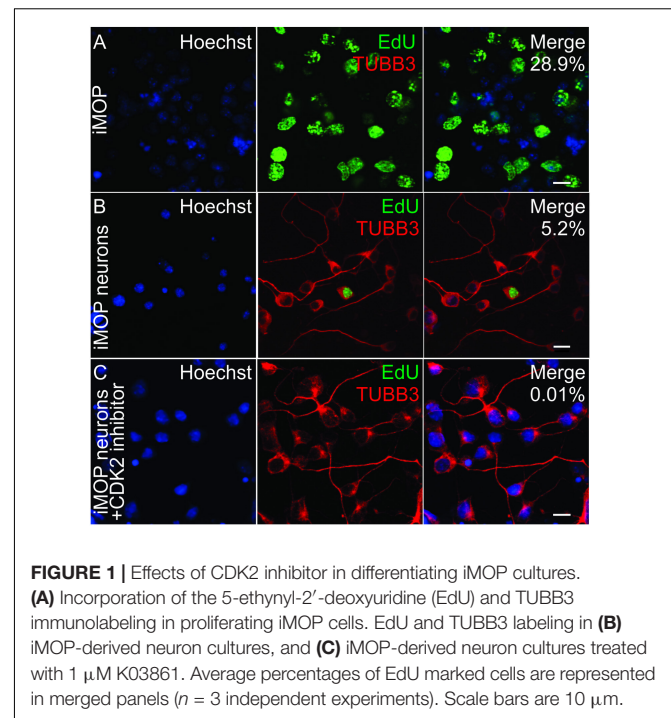 A
Hoechst
EdU
TUBB3
Merge
28.9%
iMOP
B
Hoechst
EdU
TUBB3
Merge
5.2%
iMOP neurons
C
Hoechst
EdU
TUBB3
Merge
0.01%
iMOP neurons
+CDK2 inhibitor
FIGURE 1 | Effects of CDK2 inhibitor in differentiating iMOP cultures.
(A) Incorporation of the 5-ethynyl-2′-deoxyuridine (EdU) and TUBB3
immunolabeling in proliferating iMOP cells. EdU and TUBB3 labeling in (B)
iMOP-derived neuron cultures, and (C) iMOP-derived neuron cultures treated
with 1 μM K03861. Average percentages of EdU marked cells are represented
in merged panels (n = 3 independent experiments). Scale bars are 10 μm.